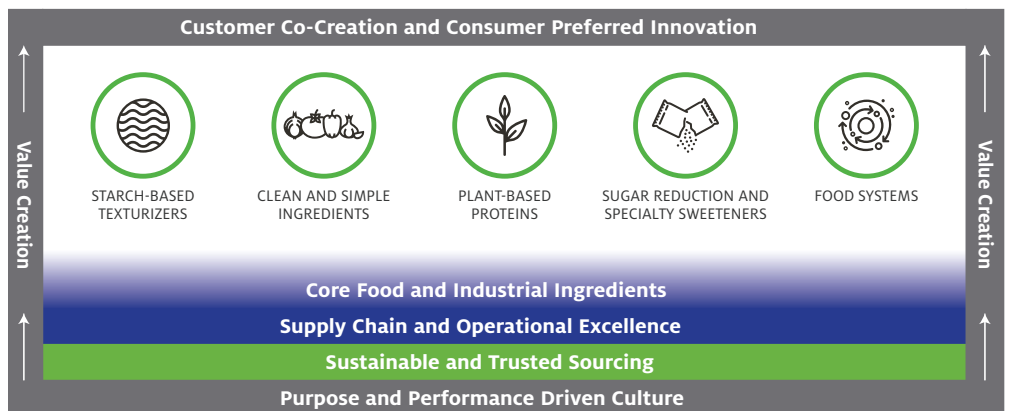 Customer Co-Creation and Consumer Preferred Innovation
Value Creation
STARCH-BASED
TEXTURIZERS
CLEAN AND SIMPLE
INGREDIENTS
PLANT-BASED
PROTEINS
SUGAR REDUCTION AND
SPECIALTY SWEETENERS
FOOD SYSTEMS
Value Creation
Core Food and Industrial Ingredients
Supply Chain and Operational Excellence
Sustainable and Trusted Sourcing
Purpose and Performance Driven Culture